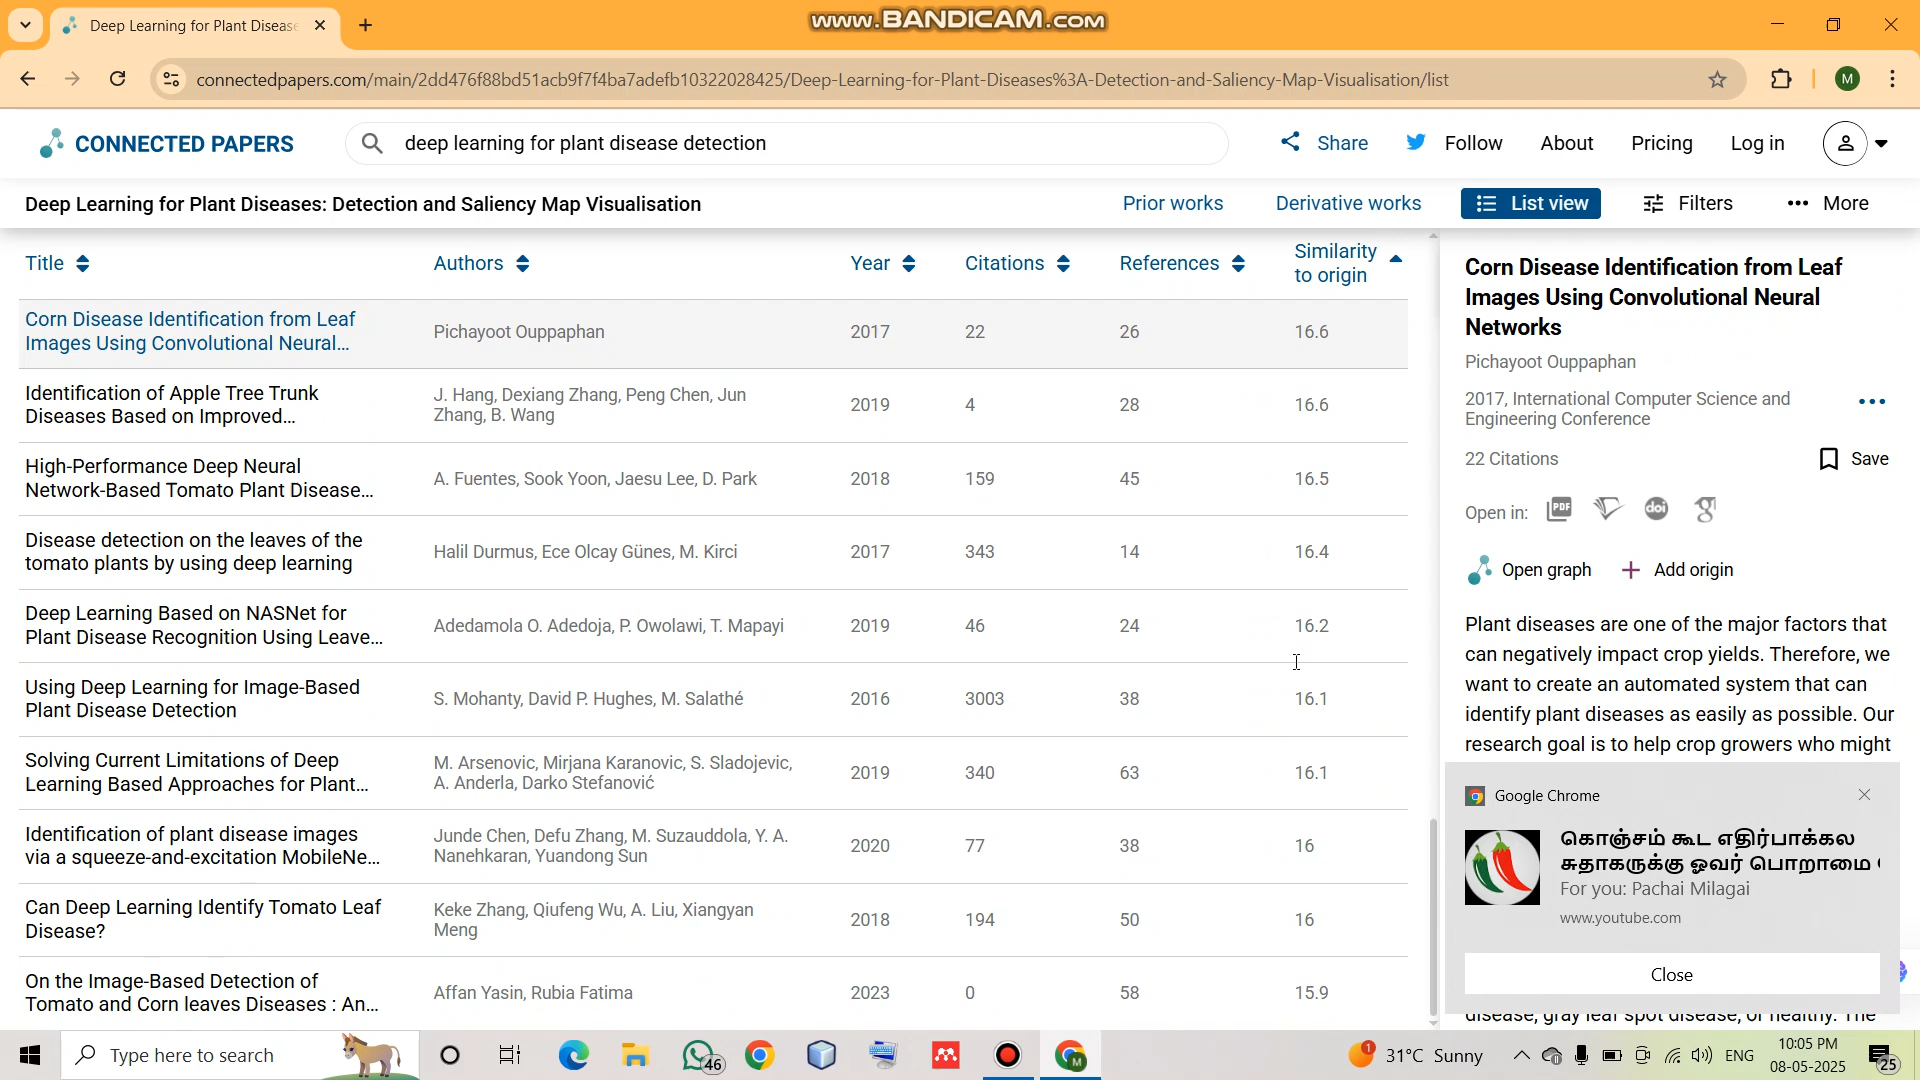 Deep Learning for Plant Disease
www.BANDICAM.com
connectedpapers.com/main/2dd476f88bd51acb9f7f4ba7adefb10322028425/Deep-Learning-for-Plant-Diseases%3A-Detection-and-Saliency-Map-Visualisation/list
M
CONNECTED PAPERS
deep learning for plant disease detection
Share
Follow
About
Pricing
Log in
Deep Learning for Plant Diseases: Detection and Saliency Map Visualisation
Prior works
Derivative works
List view
Filters
More
Title
Authors
Year
Citations
References
Similarity
to origin
Corn Disease Identification from Leaf
Images Using Convolutional Neural...
Pichayoot Ouppaphan
2017
22
26
16.6
Identification of Apple Tree Trunk
Diseases Based on Improved...
J. Hang, Dexiang Zhang, Peng Chen, Jun
Zhang, B. Wang
2019
4
28
16.6
High-Performance Deep Neural
Network-Based Tomato Plant Disease...
A. Fuentes, Sook Yoon, Jaesu Lee, D. Park
2018
159
45
16.5
Disease detection on the leaves of the
tomato plants by using deep learning
Halil Durmus, Ece Olcay Günes, M. Kirci
2017
343
14
16.4
Deep Learning Based on NASNet for
Plant Disease Recognition Using Leave...
Adedamola O. Adedoja, P. Owolawi, T. Mapayi
2019
46
24
16.2
Using Deep Learning for Image-Based
Plant Disease Detection
S. Mohanty, David P. Hughes, M. Salathé
2016
3003
38
16.1
Solving Current Limitations of Deep
Learning Based Approaches for Plant...
M. Arsenovic, Mirjana Karanovic, S. Sladojevic,
A. Anderla, Darko Stefanović
2019
340
63
16.1
Identification of plant disease images
via a squeeze-and-excitation MobileNe...
Junde Chen, Defu Zhang, M. Suzauddola, Y. A.
Nanehkaran, Yuandong Sun
2020
77
38
16
Can Deep Learning Identify Tomato Leaf
Disease?
Keke Zhang, Qiufeng Wu, A. Liu, Xiangyan
Meng
2018
194
50
16
On the Image-Based Detection of
Tomato and Corn leaves Diseases : An...
Affan Yasin, Rubia Fatima
2023
0
58
15.9
Corn Disease Identification from Leaf
Images Using Convolutional Neural
Networks
Pichayoot Ouppaphan
2017, International Computer Science and
Engineering Conference
22 Citations
Save
Open in:
PDF
doi
Open graph
Add origin
Plant diseases are one of the major factors that
can negatively impact crop yields. Therefore, we
want to create an automated system that can
identify plant diseases as easily as possible. Our
research goal is to help crop growers who might
Google Chrome
கொஞ்சம் கூட எதிர்பாக்கல
சுதாகருக்கு ஓவர் பொறாமை
For you: Pachai Milagai
www.youtube.com
Close
disease, gray leaf spot disease, or healthy. The
Type here to search
46
M
1
31°C Sunny
ENG
10:05 PM
08-05-2025
25